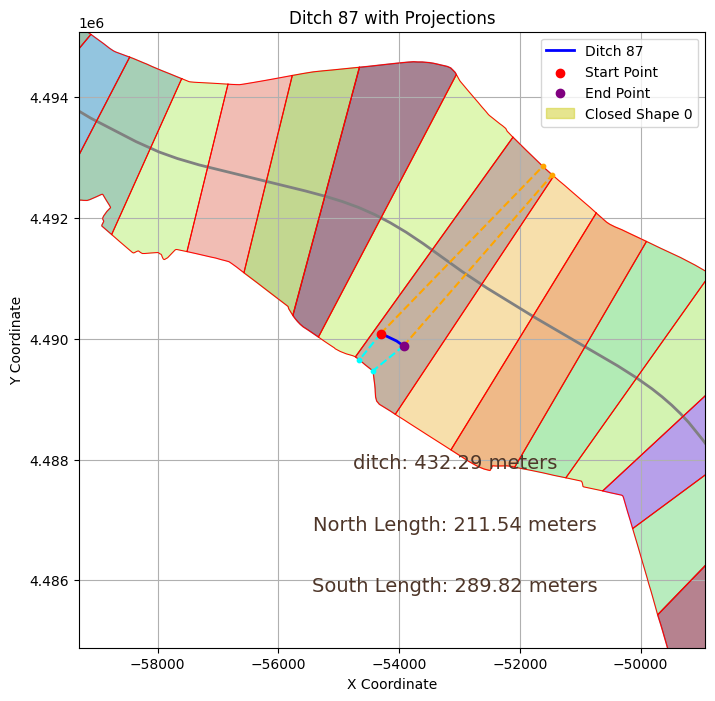 Ditch 87 with Projections
1e6
Ditch 87
Start Point
End Point
Closed Shape 0
4.494
4.492
4.490
4.488
4.486
Y Coordinate
ditch: 432.29 meters
North Length: 211.54 meters
South Length: 289.82 meters
−58000 −56000 −54000 −52000 −50000
X Coordinate